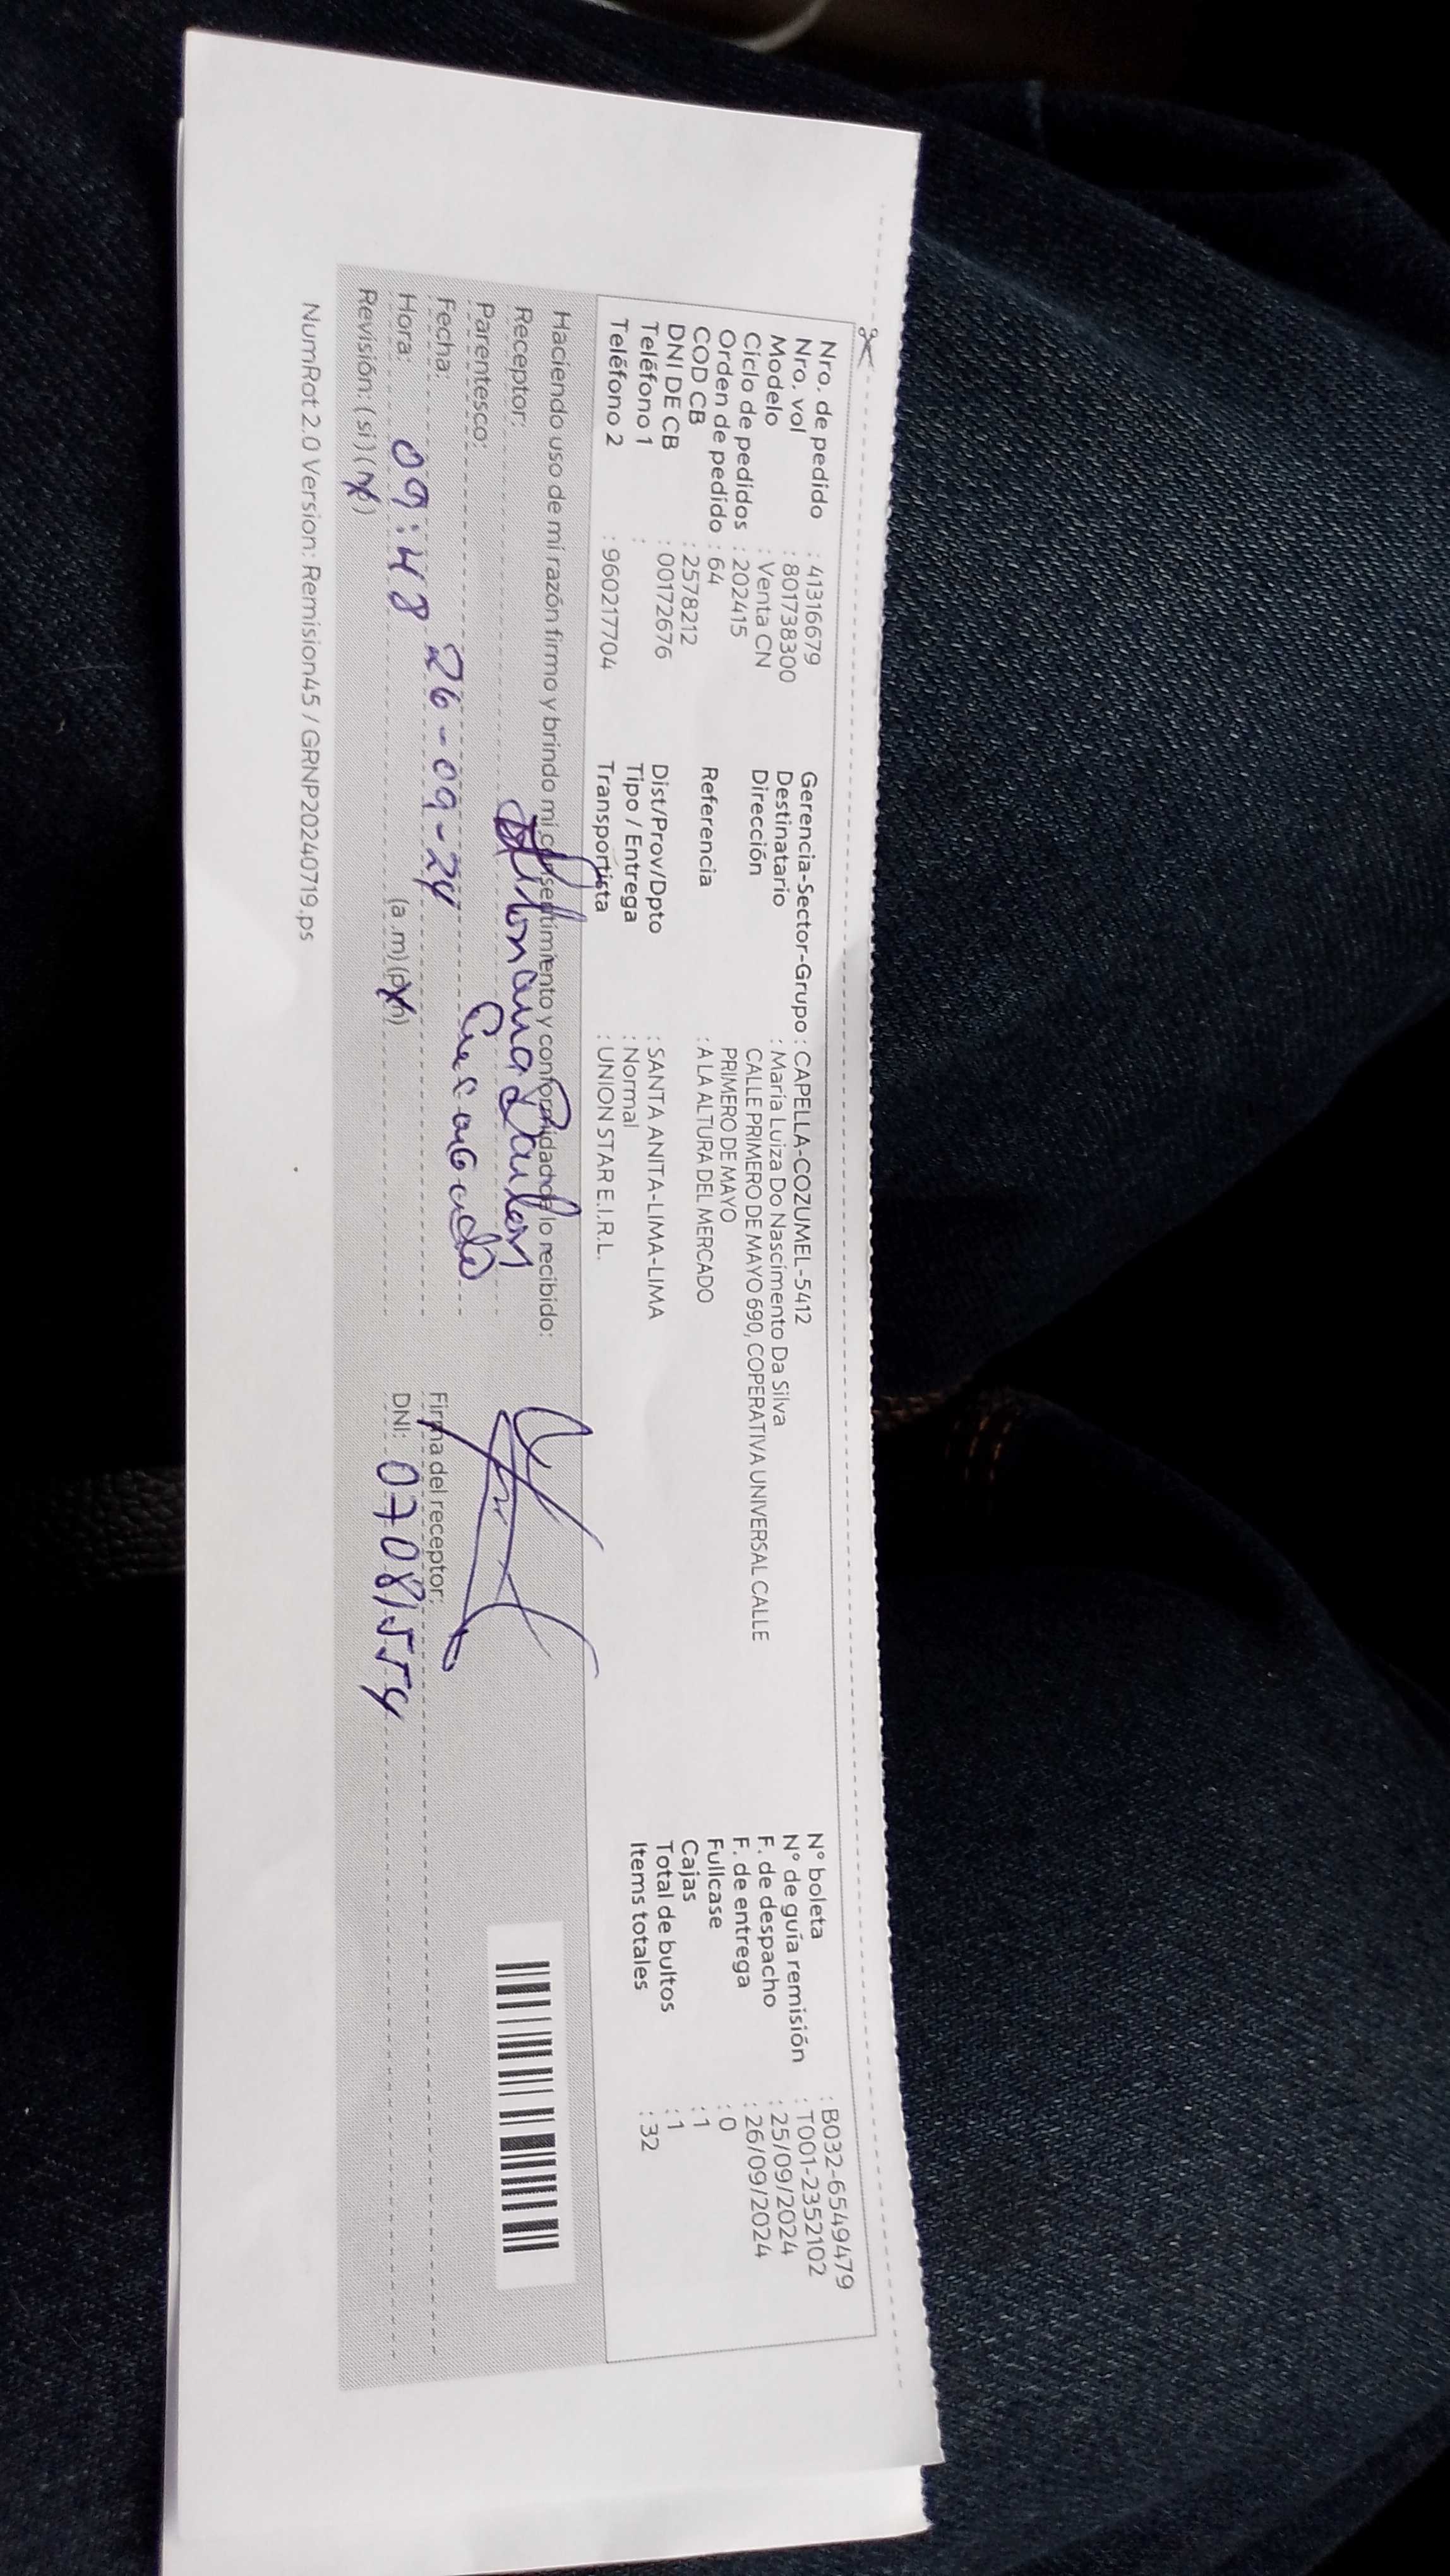 Nro. de pedido : 41316679
Nro. vol : 801738300
Modelo : Venta CN
Ciclo de pedidos : 202415
Orden de pedido : 64
COD CB : 2578212
DNI DE CB : 00172676
Teléfono 1 :
Teléfono 2 : 960217704
Gerencia-Sector-Grupo : CAPELLA-COZUMEL-5412
Destinatario : Maria Luiza Do Nascimento Da Silva
Dirección CALLE PRIMERO DE MAYO 690, COPERATIVA UNIVERSAL CALLE
PRIMERO DE MAYO
Referencia : A LA ALTURA DEL MERCADO
Dist/Prov/Dpto : SANTA ANITA-LIMA-LIMA
Tipo / Entrega : Normal
Transportista : UNION STAR E.I.R.L.
N° boleta : B032-6549479
N° de guía remisión : T001-2352102
F. de despacho : 25/09/2024
F. de entrega : 26/09/2024
Fullcase : 0
Cajas : 1
Total de bultos : 1
Items totales : 32
Haciendo uso de mi razón firmo y brindo mi consentimiento y conformidad de lo recibido:
Receptor:
Parentesco: Encargado
Fecha: 26-09-24
Hora: 09:48 (a.m) (p.m)
Revisión: (si) (no)
Firma del receptor:
DNI: 07081554
NumRot 2.0 Version: Remision45 / GRNP20240719.ps